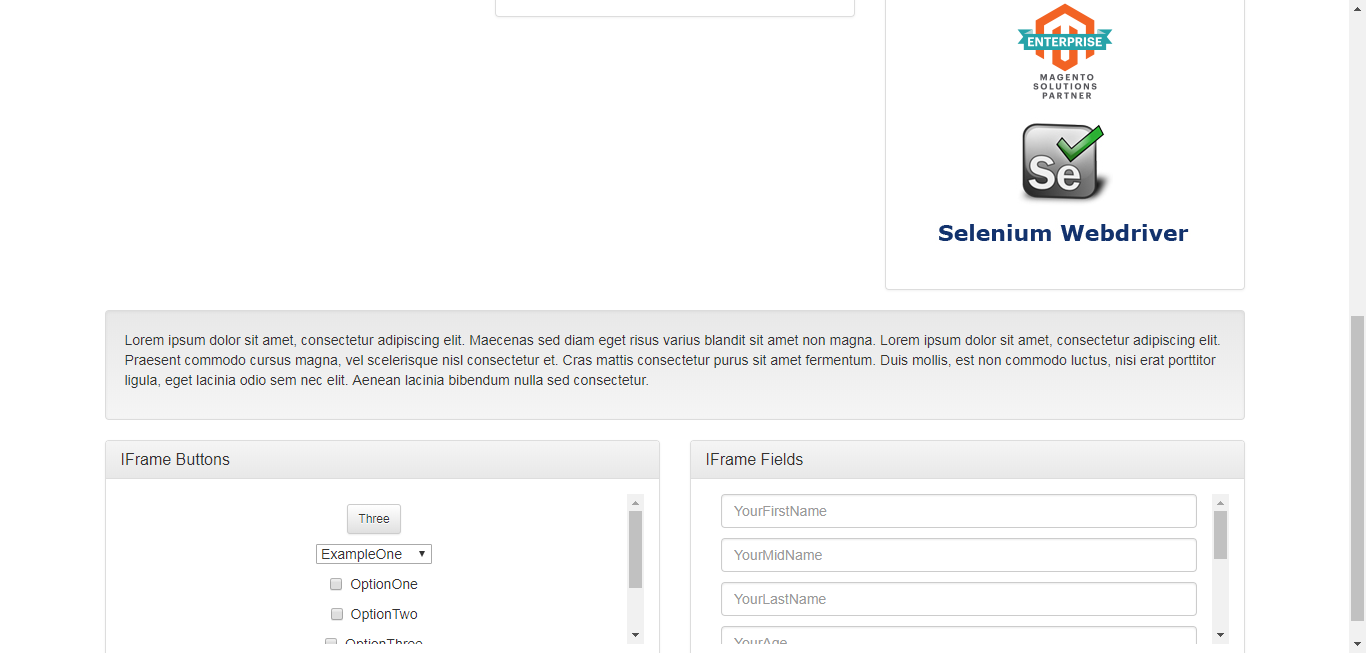 ENTERPRISE
MAGENTO
SOLUTIONS
PARTNER
Se
Selenium Webdriver
Lorem ipsum dolor sit amet, consectetur adipiscing elit. Maecenas sed diam eget risus varius blandit sit amet non magna. Lorem ipsum dolor sit amet, consectetur adipiscing elit.
Praesent commodo cursus magna, vel scelerisque nisl consectetur et. Cras mattis consectetur purus sit amet fermentum. Duis mollis, est non commodo luctus, nisi erat porttitor
ligula, eget lacinia odio sem nec elit. Aenean lacinia bibendum nulla sed consectetur.
IFrame Buttons
Three
ExampleOne
OptionOne
OptionTwo
OptionThree
IFrame Fields
YourFirstName
YourMidName
YourLastName
YourAge